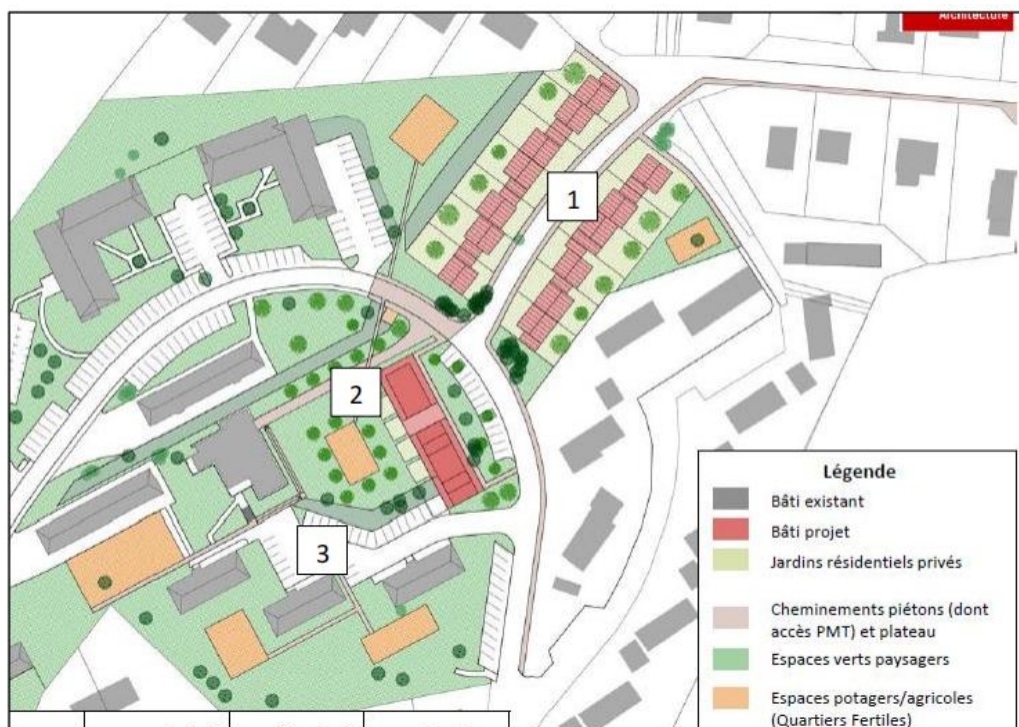 Architecture
1
2
3
Légende
Bâti existant
Bâti projet
Jardins résidentiels privés
Cheminements piétons (dont
accès PMT) et plateau
Espaces verts paysagers
Espaces potagers/agricoles
(Quartiers Fertiles)